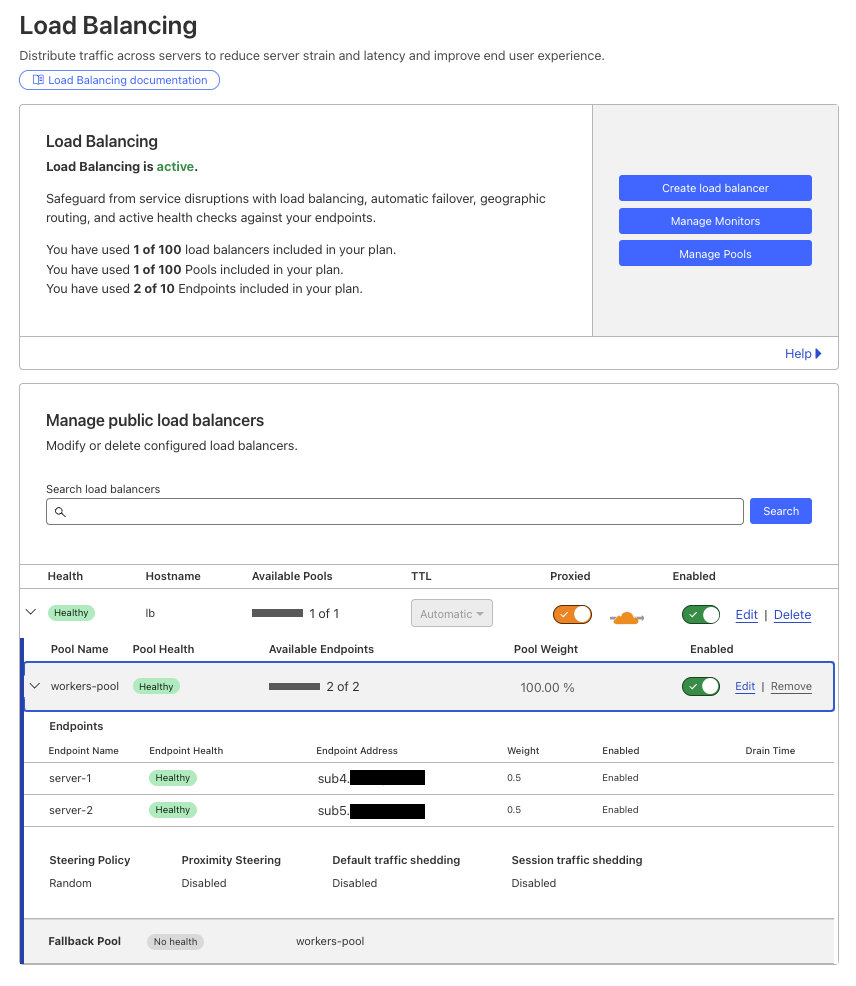 Load Balancing
Distribute traffic across servers to reduce server strain and latency and improve end user experience.
Load Balancing documentation
Load Balancing
Load Balancing is active.
Safeguard from service disruptions with load balancing, automatic failover, geographic
routing, and active health checks against your endpoints.
You have used 1 of 100 load balancers included in your plan.
You have used 1 of 100 Pools included in your plan.
You have used 2 of 10 Endpoints included in your plan.
Create load balancer
Manage Monitors
Manage Pools
Help
Manage public load balancers
Modify or delete configured load balancers.
Search load balancers
Search
Health Hostname Available Pools TTL Proxied Enabled
Healthy lb 1 of 1 Automatic Edit | Delete
Pool Name Pool Health Available Endpoints Pool Weight Enabled
workers-pool Healthy 2 of 2 100.00 % Edit | Remove
Endpoints
Endpoint Name Endpoint Health Endpoint Address Weight Enabled Drain Time
server-1 Healthy sub4. 0.5 Enabled
server-2 Healthy sub5. 0.5 Enabled
Steering Policy Proximity Steering Default traffic shedding Session traffic shedding
Random Disabled Disabled Disabled
Fallback Pool No health workers-pool